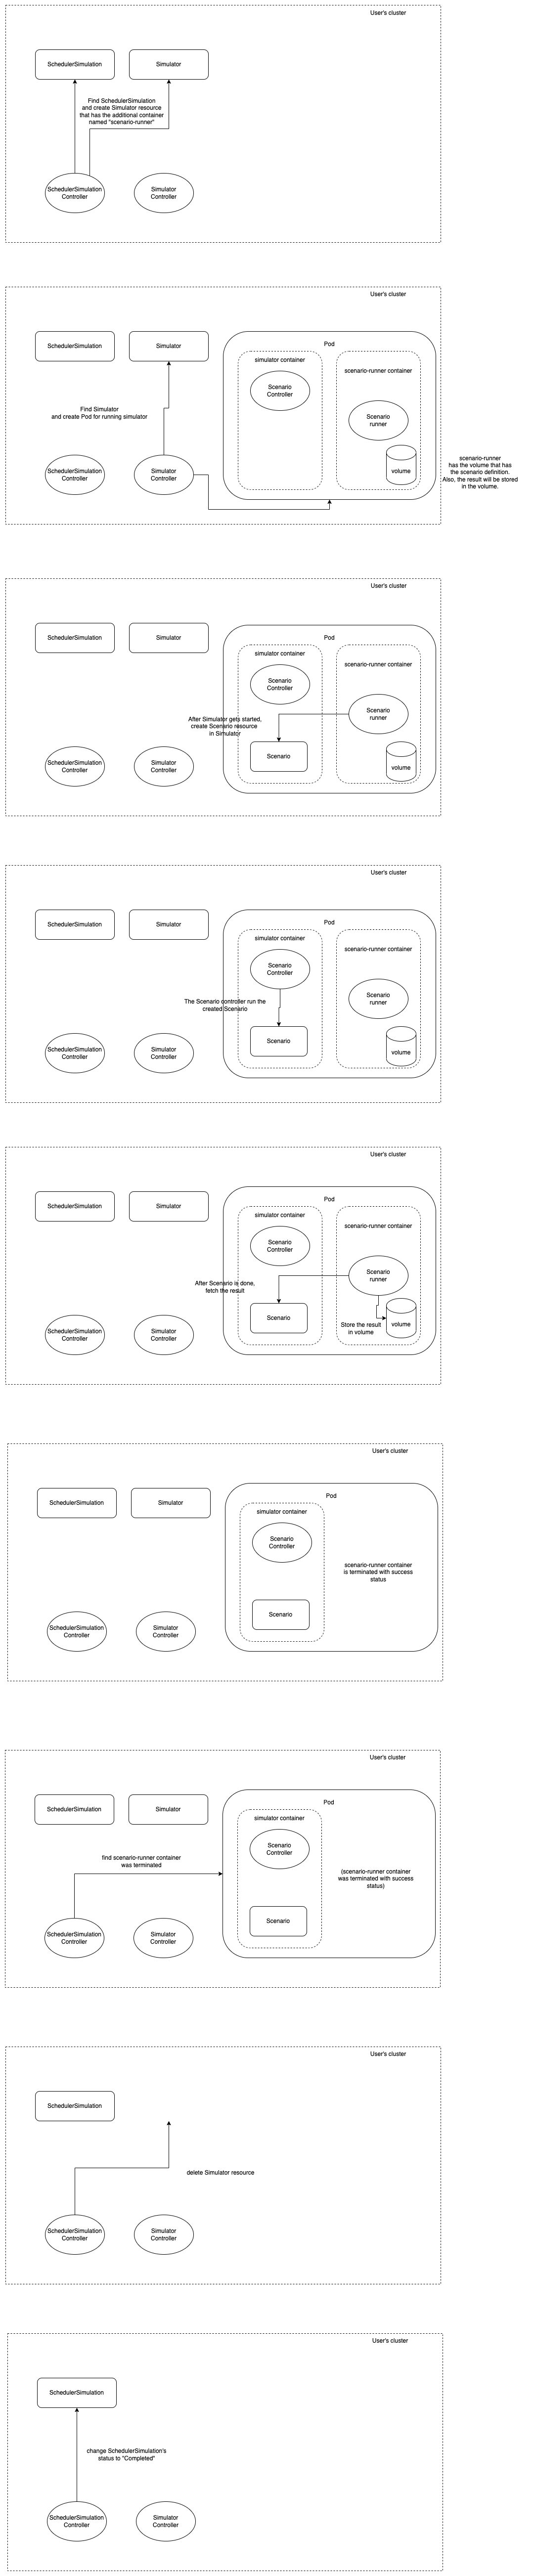 User's cluster
SchedulerSimulation
Simulator
Find SchedulerSimulation
and create Simulator resource
that has the additional container
named "scenario-runner"
SchedulerSimulation
Controller
Simulator
Controller
User's cluster
SchedulerSimulation
Simulator
Pod
simulator container
scenario-runner container
Scenario
Controller
Find Simulator
and create Pod for running simulator
Scenario
runner
SchedulerSimulation
Controller
Simulator
Controller
volume
scenario-runner
has the volume that has
the scenario definition.
Also, the result will be stored
in the volume.
User's cluster
SchedulerSimulation
Simulator
Pod
simulator container
scenario-runner container
Scenario
Controller
Scenario
runner
After Simulator gets started,
create Scenario resource
in Simulator
Scenario
SchedulerSimulation
Controller
Simulator
Controller
volume
User's cluster
SchedulerSimulation
Simulator
Pod
simulator container
scenario-runner container
Scenario
Controller
Scenario
runner
The Scenario controller run the
created Scenario
Scenario
SchedulerSimulation
Controller
Simulator
Controller
volume
User's cluster
SchedulerSimulation
Simulator
Pod
simulator container
scenario-runner container
Scenario
Controller
Scenario
runner
After Scenario is done,
fetch the result
Scenario
Store the result
in volume
volume
SchedulerSimulation
Controller
Simulator
Controller
User's cluster
SchedulerSimulation
Simulator
Pod
simulator container
Scenario
Controller
scenario-runner container
is terminated with success
status
Scenario
SchedulerSimulation
Controller
Simulator
Controller
User's cluster
SchedulerSimulation
Simulator
Pod
simulator container
Scenario
Controller
find scenario-runner container
was terminated
(scenario-runner container
was terminated with success
status)
Scenario
SchedulerSimulation
Controller
Simulator
Controller
User's cluster
SchedulerSimulation
delete Simulator resource
SchedulerSimulation
Controller
Simulator
Controller
User's cluster
SchedulerSimulation
change SchedulerSimulation's
status to "Completed"
SchedulerSimulation
Controller
Simulator
Controller